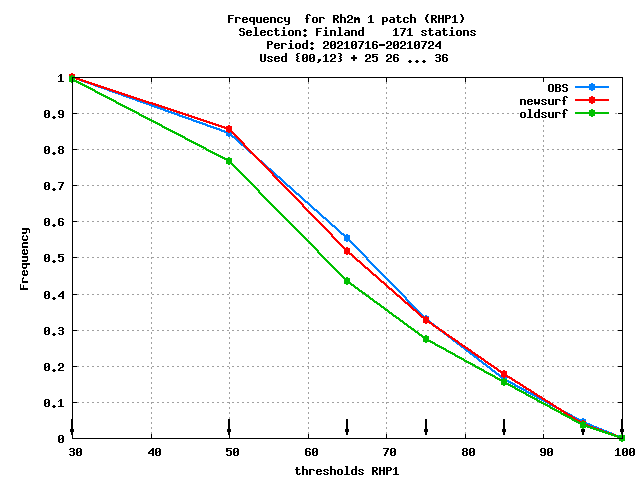 Frequency  for Rh2m 1 patch (RHP1)
Selection: Finland    171 stations
Period: 20210716-20210724
Used {00,12} + 25 26 ... 36
OBS
newsurf
oldsurf
1
0.9
0.8
0.7
0.6
0.5
0.4
0.3
0.2
0.1
0
Frequency
30 40 50 60 70 80 90 100
thresholds RHP1